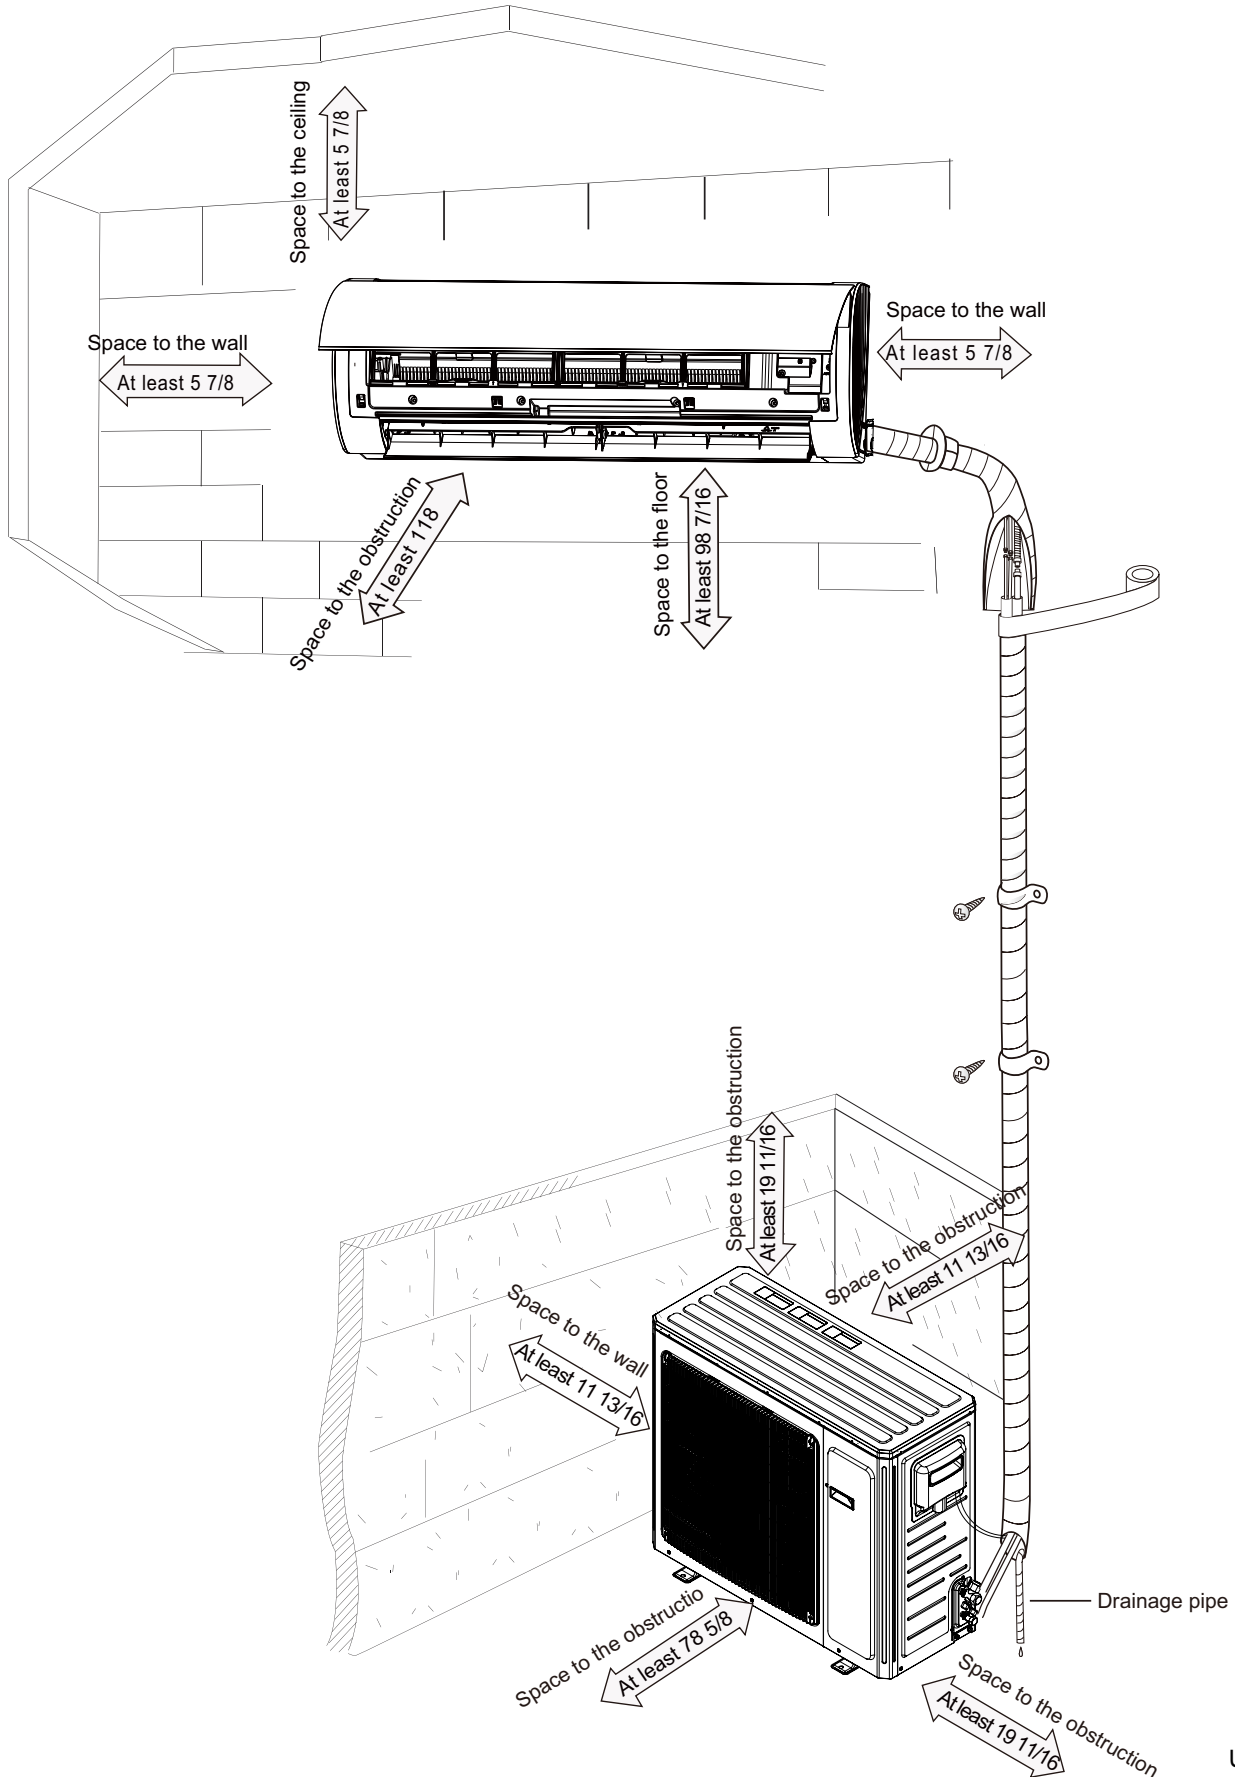 Space to the ceiling
At least 5 7/8
Space to the wall
At least 5 7/8
Space to the wall
At least 5 7/8
Space to the obstruction
At least 118
Space to the floor
At least 98 7/16
Space to the obstruction
At least 19 11/16
Space to the obstruction
At least 11 13/16
Space to the wall
At least 11 13/16
Space to the obstructio
At least 78 5/8
Drainage pipe
Space to the obstruction
At least 19 11/16
U